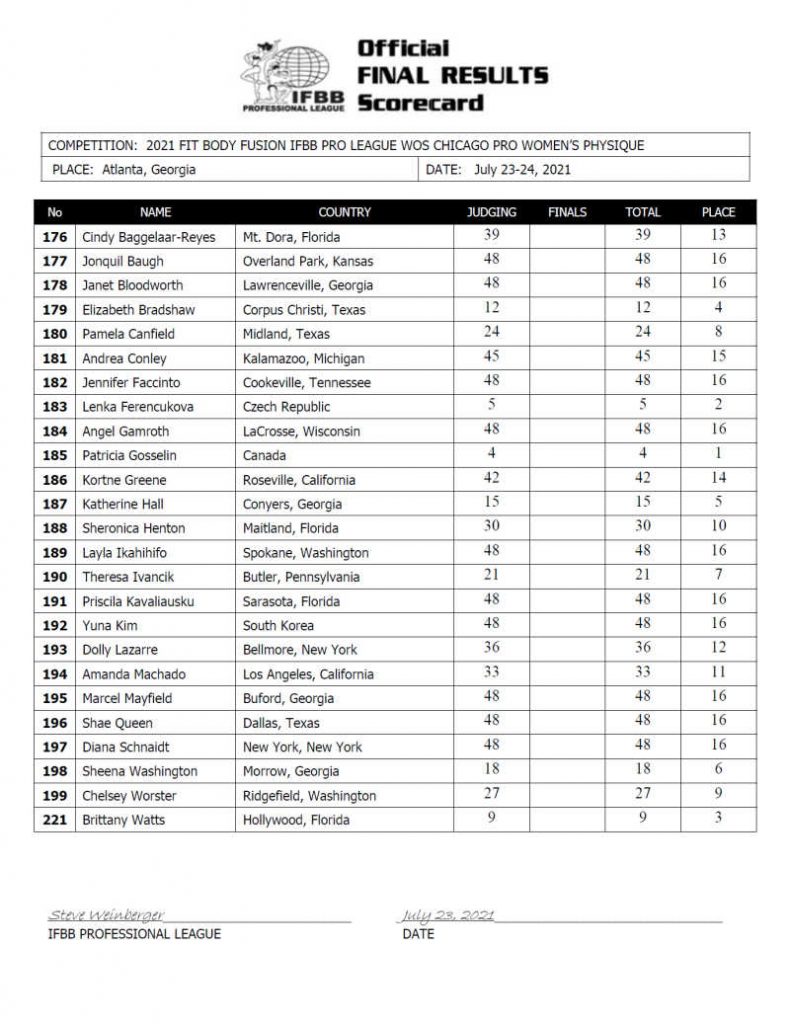 Official
FINAL RESULTS
Scorecard
IFBB
PROFESSIONAL LEAGUE
COMPETITION: 2021 FIT BODY FUSION IFBB PRO LEAGUE WOS CHICAGO PRO WOMEN'S PHYSIQUE
PLACE: Atlanta, Georgia DATE: July 23-24, 2021
No NAME COUNTRY JUDGING FINALS TOTAL PLACE
176 Cindy Baggelaar-Reyes Mt. Dora, Florida 39 39 13
177 Jonquil Baugh Overland Park, Kansas 48 48 16
178 Janet Bloodworth Lawrenceville, Georgia 48 48 16
179 Elizabeth Bradshaw Corpus Christi, Texas 12 12 4
180 Pamela Canfield Midland, Texas 24 24 8
181 Andrea Conley Kalamazoo, Michigan 45 45 15
182 Jennifer Faccinto Cookeville, Tennessee 48 48 16
183 Lenka Ferencukova Czech Republic 5 5 2
184 Angel Gamroth LaCrosse, Wisconsin 48 48 16
185 Patricia Gosselin Canada 4 4 1
186 Kortne Greene Roseville, California 42 42 14
187 Katherine Hall Conyers, Georgia 15 15 5
188 Sheronica Henton Maitland, Florida 30 30 10
189 Layla Ikahihifo Spokane, Washington 48 48 16
190 Theresa Ivancik Butler, Pennsylvania 21 21 7
191 Priscila Kavaliausku Sarasota, Florida 48 48 16
192 Yuna Kim South Korea 48 48 16
193 Dolly Lazarre Bellmore, New York 36 36 12
194 Amanda Machado Los Angeles, California 33 33 11
195 Marcel Mayfield Buford, Georgia 48 48 16
196 Shae Queen Dallas, Texas 48 48 16
197 Diana Schnaidt New York, New York 48 48 16
198 Sheena Washington Morrow, Georgia 18 18 6
199 Chelsey Worster Ridgefield, Washington 27 27 9
221 Brittany Watts Hollywood, Florida 9 9 3
Steve Weinberger July 23, 2021
IFBB PROFESSIONAL LEAGUE DATE